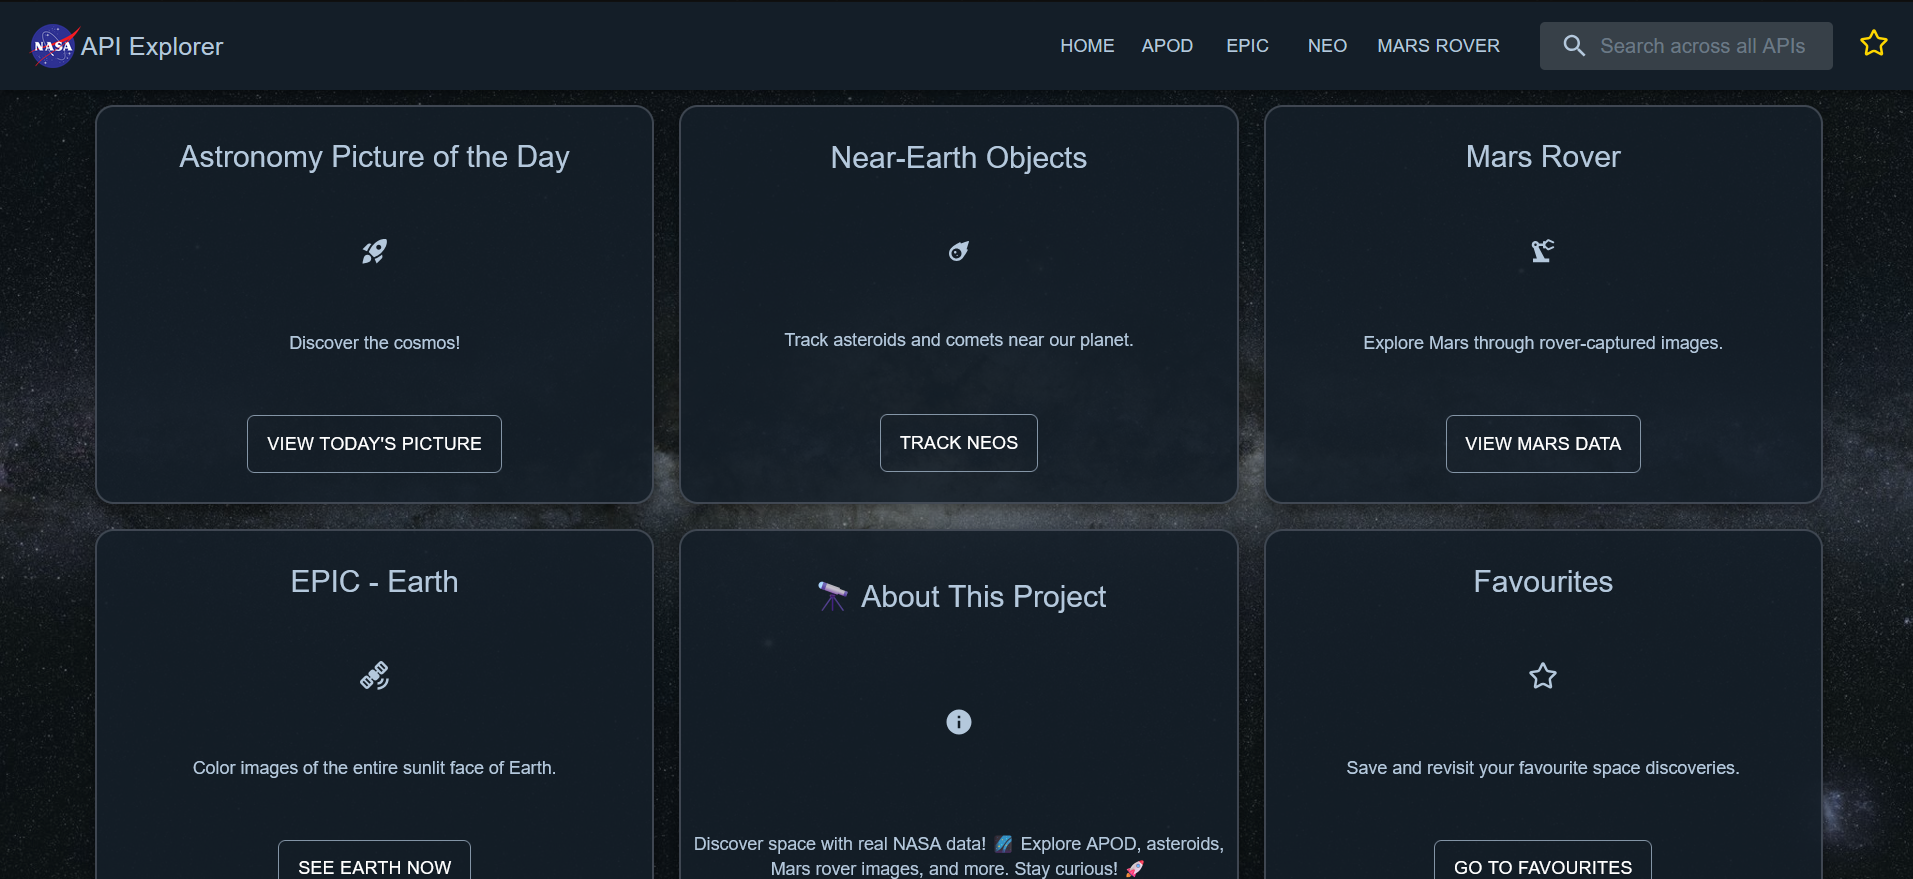 NASA API Explorer
HOME APOD EPIC NEO MARS ROVER Search across all APIs
Astronomy Picture of the Day
Discover the cosmos!
VIEW TODAY'S PICTURE
Near-Earth Objects
Track asteroids and comets near our planet.
TRACK NEOS
Mars Rover
Explore Mars through rover-captured images.
VIEW MARS DATA
EPIC - Earth
Color images of the entire sunlit face of Earth.
SEE EARTH NOW
🔭 About This Project
Discover space with real NASA data! 🌌 Explore APOD, asteroids,
Mars rover images, and more. Stay curious! 🚀
Favourites
Save and revisit your favourite space discoveries.
GO TO FAVOURITES